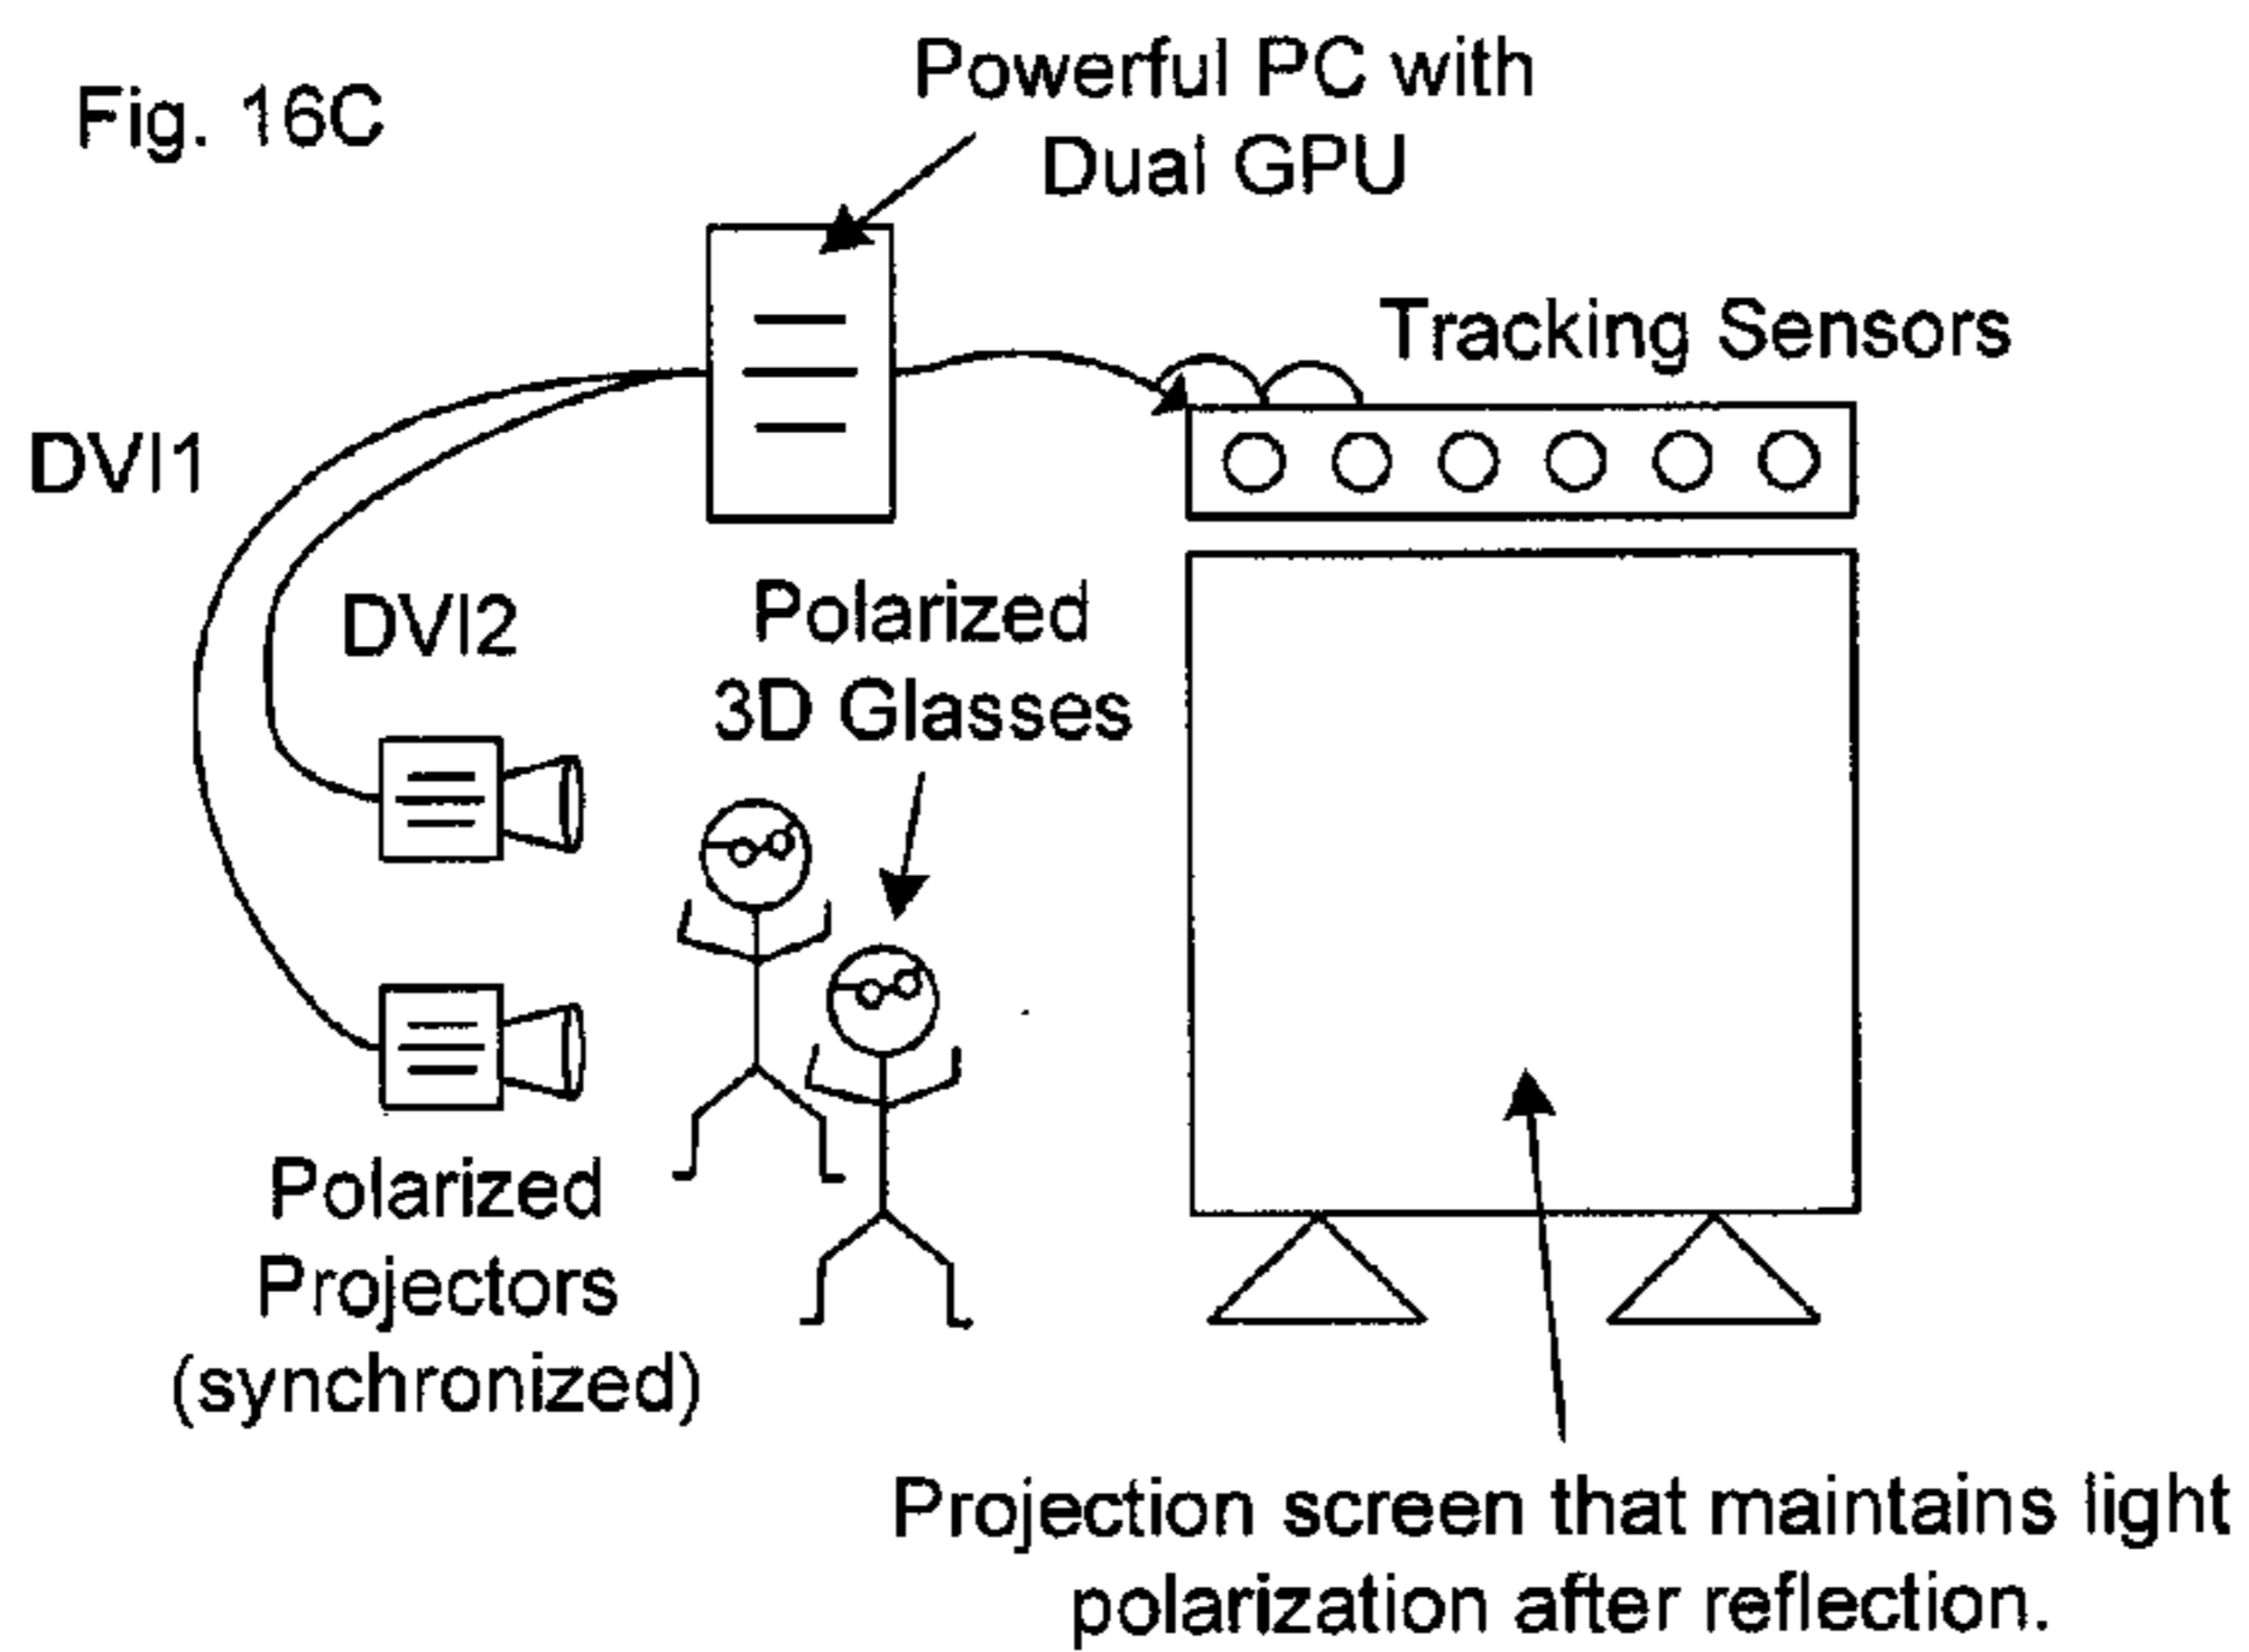 Fig. 16C
Powerful PC with
Dual GPU
Tracking Sensors
DVI1
DVI2
Polarized
3D Glasses
Polarized
Projectors
(synchronized)
Projection screen that maintains light
polarization after reflection.